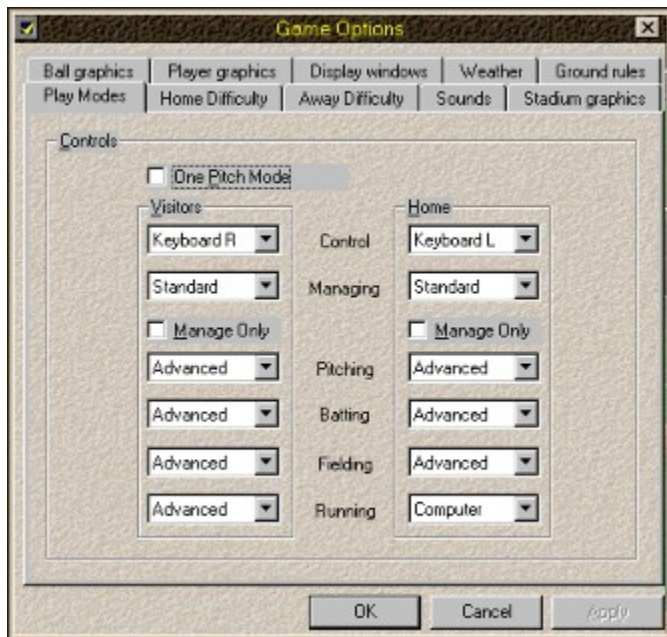 Game Options
Ball graphics Player graphics Display windows Weather Ground rules
Play Modes Home Difficulty Away Difficulty Sounds Stadium graphics
Controls
One Pitch Mode
Visitors Home
Keyboard R Control Keyboard L
Standard Managing Standard
Manage Only Manage Only
Advanced Pitching Advanced
Advanced Batting Advanced
Advanced Fielding Advanced
Advanced Running Computer
OK Cancel Apply